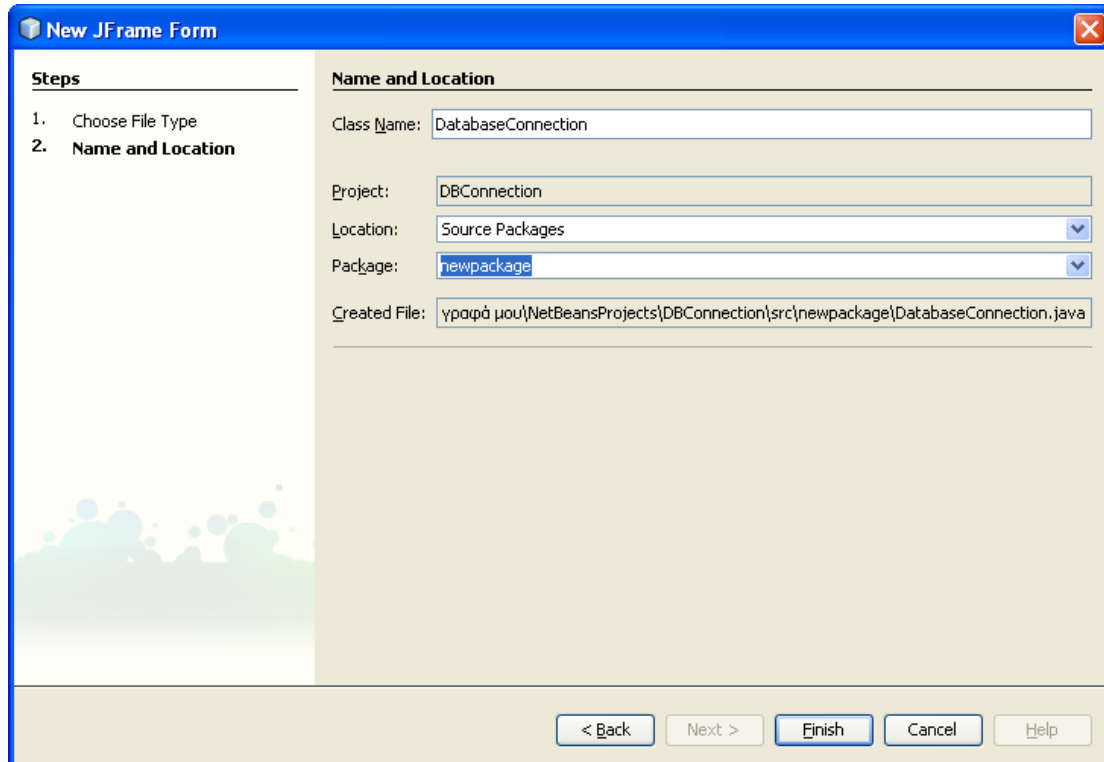 New JFrame Form
Steps
1. Choose File Type
2. Name and Location
Name and Location
Class Name: DatabaseConnection
Project: DBConnection
Location: Source Packages
Package: newpackage
Created File: γραφά μου\NetBeansProjects\DBConnection\src\newpackage\DatabaseConnection.java
< Back Next > Finish Cancel Help